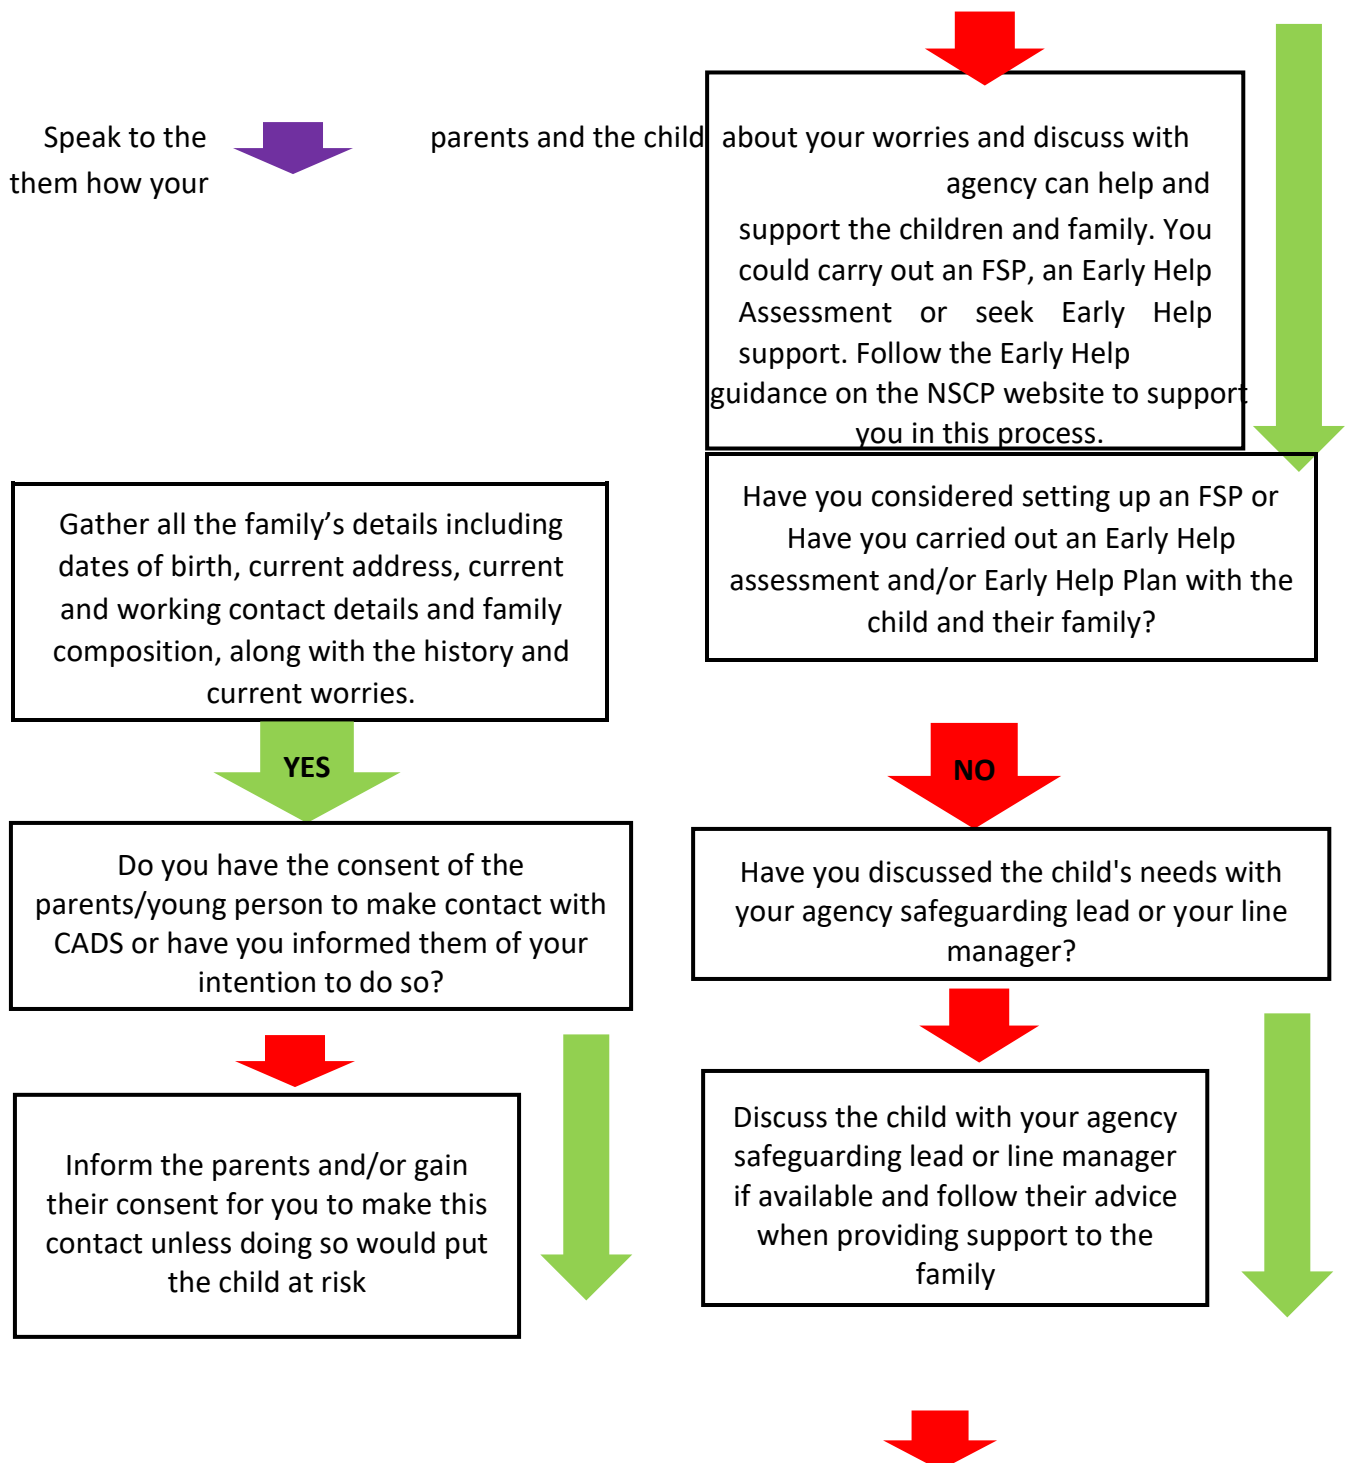 Speak to the parents and the child about your worries and discuss with
them how your agency can help and
support the children and family. You
could carry out an FSP, an Early Help
Assessment or seek Early Help
support. Follow the Early Help
guidance on the NSCP website to support
you in this process.
Gather all the family’s details including
dates of birth, current address, current
and working contact details and family
composition, along with the history and
current worries.
Have you considered setting up an FSP or
Have you carried out an Early Help
assessment and/or Early Help Plan with the
child and their family?
YES
NO
Do you have the consent of the
parents/young person to make contact with
CADS or have you informed them of your
intention to do so?
Have you discussed the child's needs with
your agency safeguarding lead or your line
manager?
Inform the parents and/or gain
their consent for you to make this
contact unless doing so would put
the child at risk
Discuss the child with your agency
safeguarding lead or line manager
if available and follow their advice
when providing support to the
family